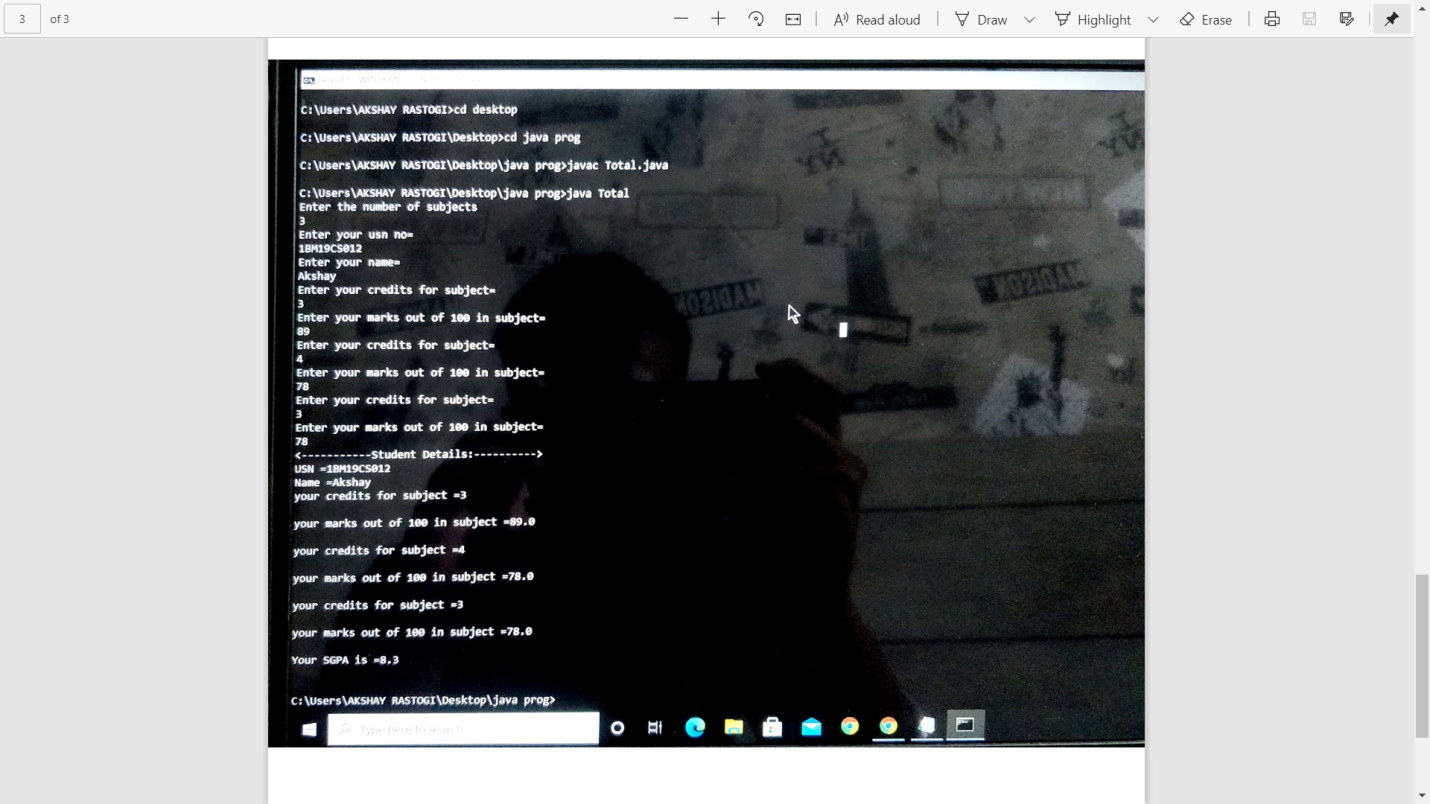 3 of 3 Read aloud Draw Highlight Erase
C:\Users\AKSHAY RASTOGI>cd desktop
C:\Users\AKSHAY RASTOGI\Desktop>cd java prog
C:\Users\AKSHAY RASTOGI\Desktop\java prog>javac Total.java
C:\Users\AKSHAY RASTOGI\Desktop\java prog>java Total
Enter the number of subjects
3
Enter your usn no=
1BM19CS012
Enter your name=
Akshay
Enter your credits for subject=
3
Enter your marks out of 100 in subject=
89
Enter your credits for subject=
4
Enter your marks out of 100 in subject=
78
Enter your credits for subject=
3
Enter your marks out of 100 in subject=
78
<-----------Student Details:---------->
USN =1BM19CS012
Name =Akshay
your credits for subject =3
your marks out of 100 in subject =89.0
your credits for subject =4
your marks out of 100 in subject =78.0
your credits for subject =3
your marks out of 100 in subject =78.0
Your SGPA is =8.3
C:\Users\AKSHAY RASTOGI\Desktop\java prog>
Type here to search
MADISON
MADISON
NY